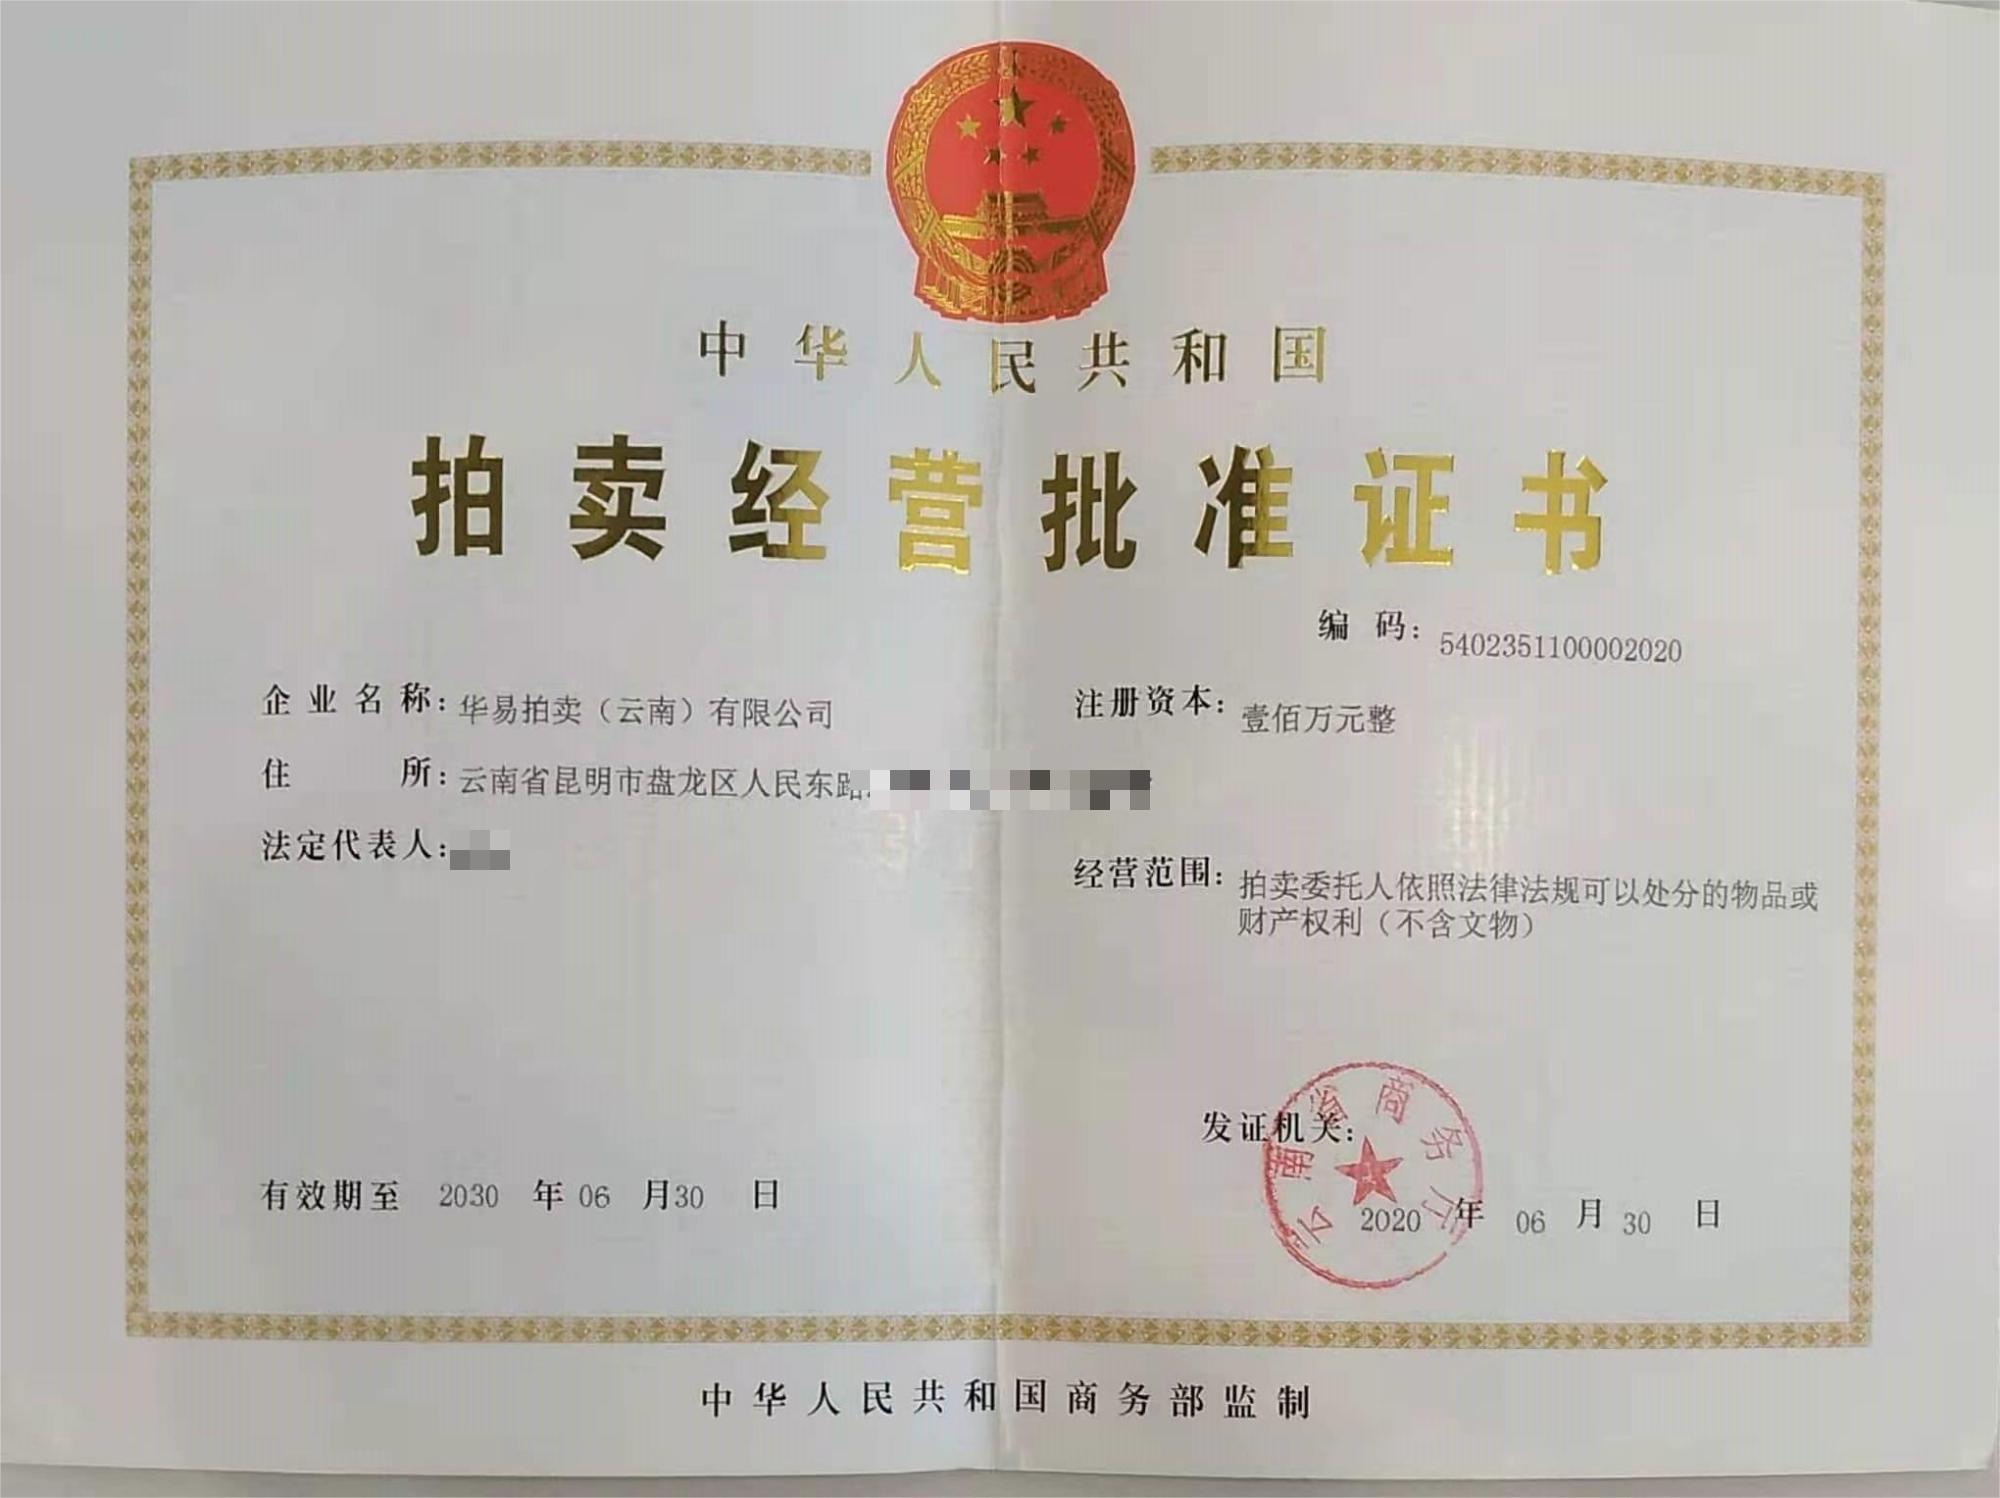 中华人民共和国
拍卖经营批准证书
编 码：5402351100002020
企业名称：华易拍卖（云南）有限公司
注册资本：壹佰万元整
住 所：云南省昆明市盘龙区人民东路
法定代表人：
经营范围：拍卖委托人依照法律法规可以处分的物品或
财产权利（不含文物）
发证机关：
云南省商务厅
有效期至 2030 年 06 月 30 日
2020 年 06 月 30 日
中华人民共和国商务部监制